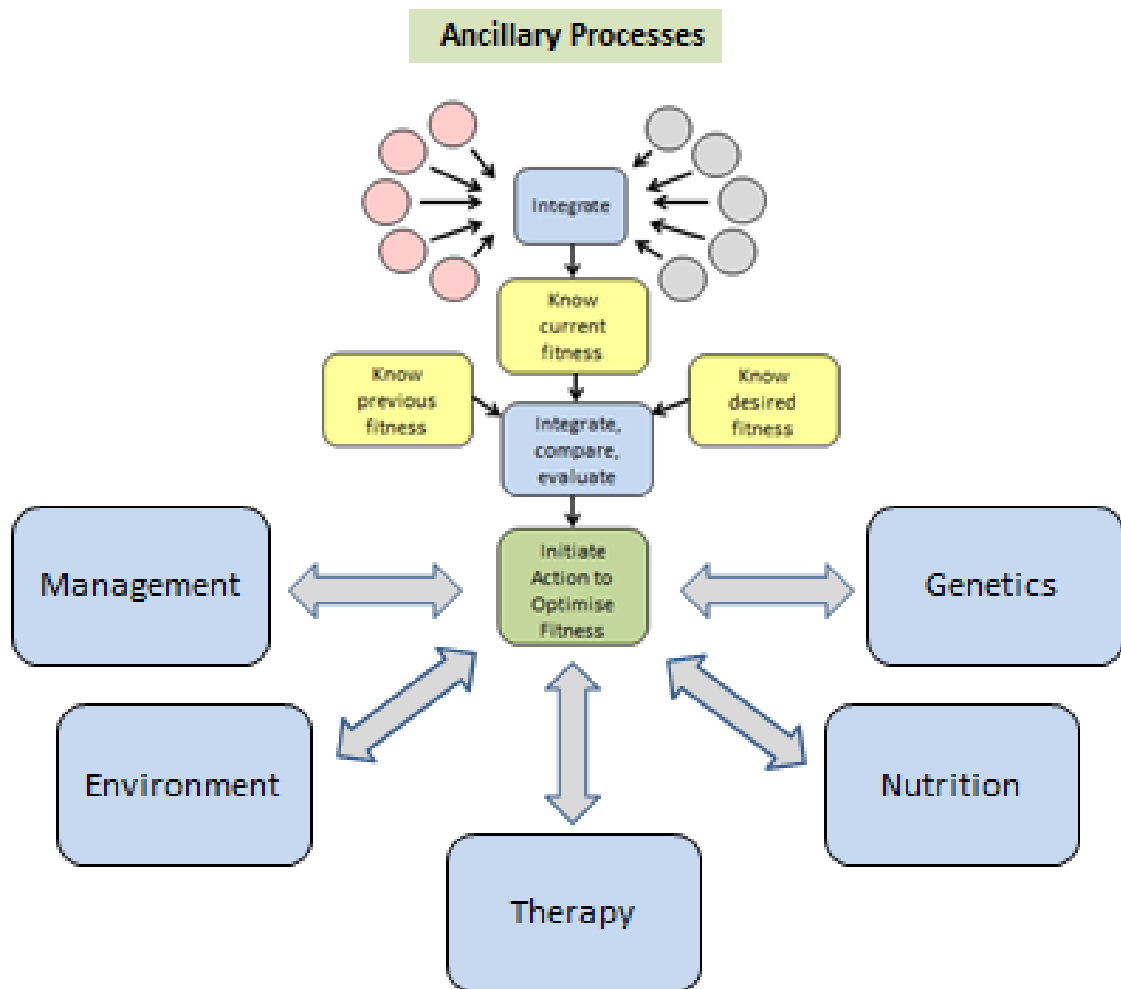 Ancillary Processes
Integrate
Know
current
fitness
Know
previous
fitness
Know
desired
fitness
Integrate,
compare,
evaluate
Initiate
Action to
Optimise
Fitness
Management
Genetics
Environment
Nutrition
Therapy